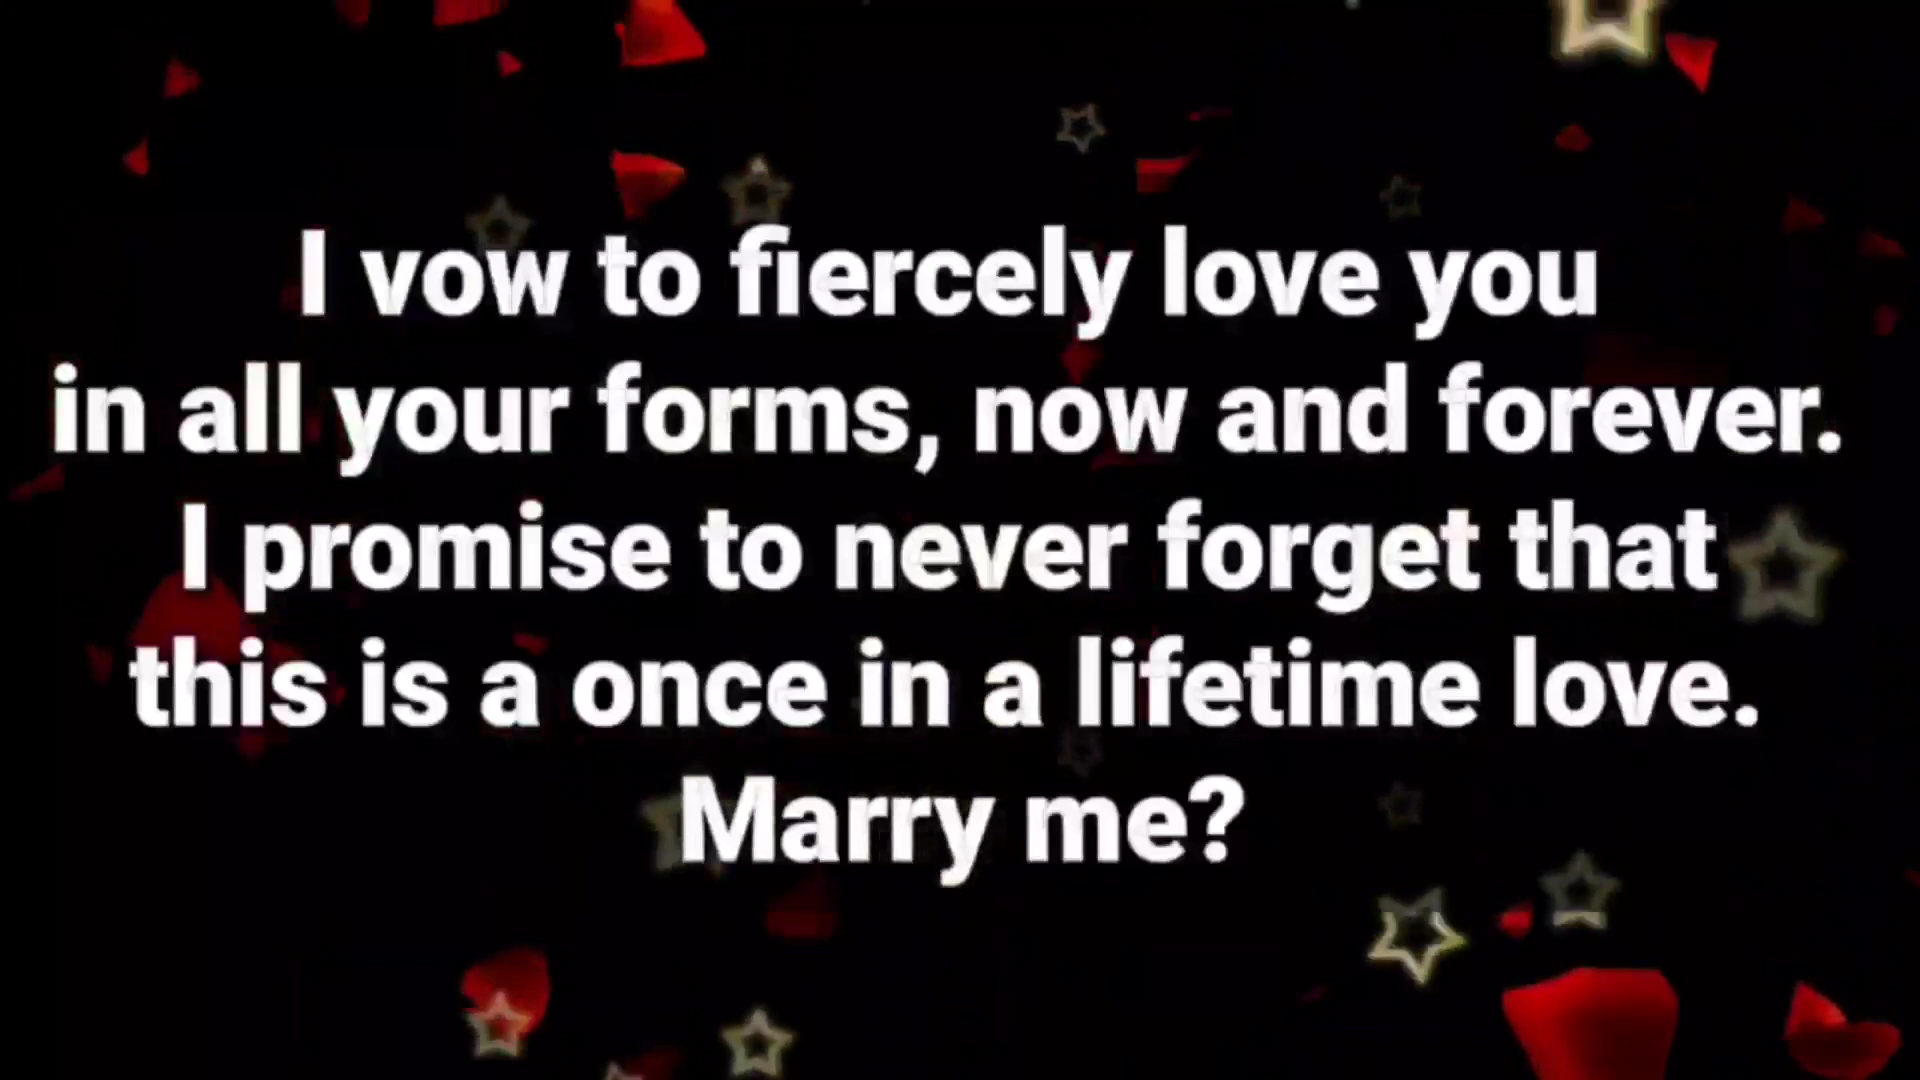 I vow to fiercely love you
in all your forms, now and forever.
I promise to never forget that
this is a once in a lifetime love.
Marry me?